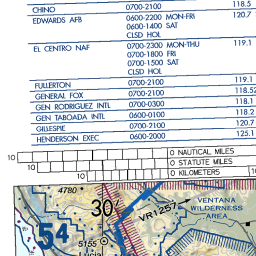 CHINO 0700-2100 118.5
EDWARDS AFB 0600-2200 MON-FRI 120.7
0600-1400 SAT
CLSD HOL
EL CENTRO NAF 0700-2300 MON-THU 119.1
0700-1800 FRI
0700-1500 SAT
CLSD HOL
FULLERTON 0700-2100 119.1
GENERAL FOX 0700-2100 118.52
GEN RODRIGUEZ INTL 0700-0300 118.1
GEN TABOADA INTL 0600-0100 118.2
GILLESPIE 0700-2100 120.7
HENDERSON EXEC 0600-2000 125.1
10 0 NAUTICAL MILES
10 0 STATUTE MILES
10 0 KILOMETERS 10
4780
30
VR1257
VENTANA
WILDERNESS
AREA
54
5155
Lucia